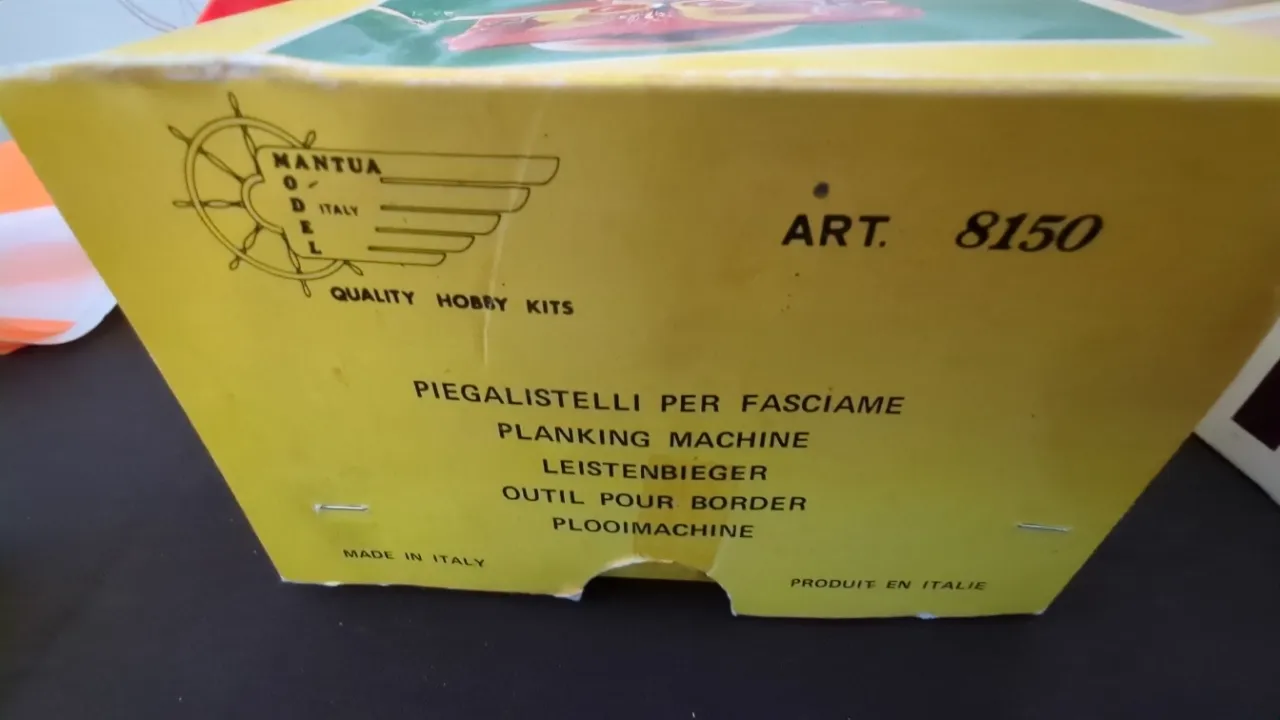 MANTUA
MODEL
ITALY
QUALITY HOBBY KITS
ART. 8150
PIEGALISTELLI PER FASCIAME
PLANKING MACHINE
LEISTENBIEGER
OUTIL POUR BORDER
PLOOIMACHINE
MADE IN ITALY
PRODUIT EN ITALIE